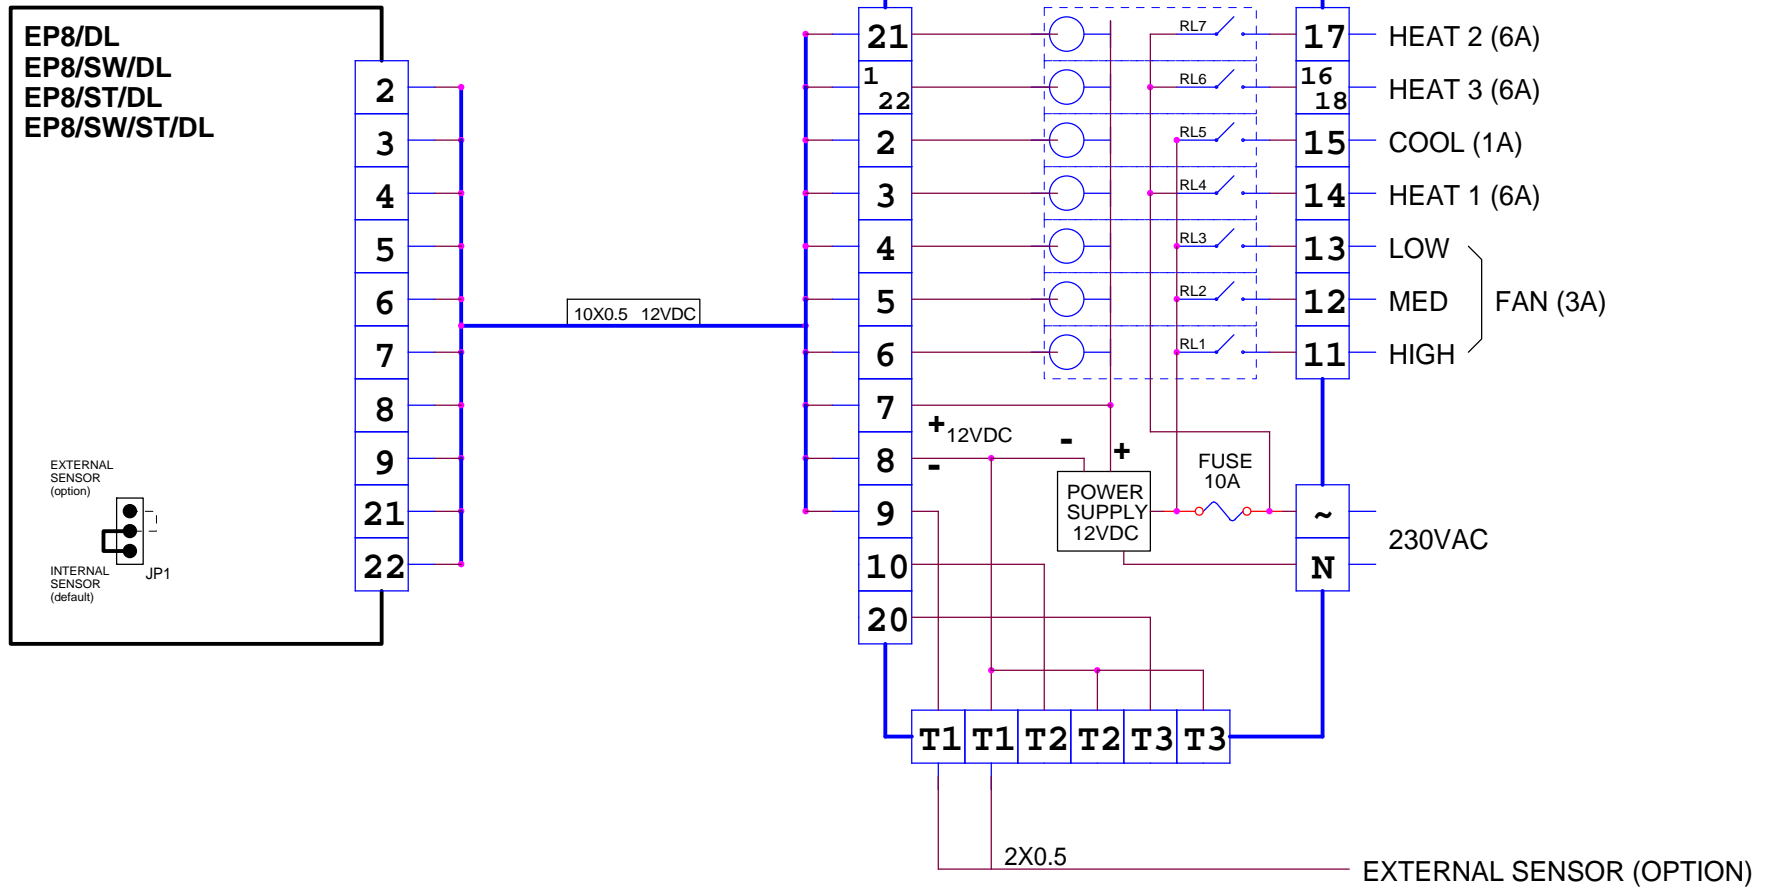 EP8/DL
EP8/SW/DL
EP8/ST/DL
EP8/SW/ST/DL
2
3
4
5
6
7
8
9
21
22
EXTERNAL
SENSOR
(option)
INTERNAL
SENSOR
(default)
JP1
10X0.5 12VDC
21
1
22
2
3
4
5
6
7
8
9
10
20
+
12VDC
-
RL7
RL6
RL5
RL4
RL3
RL2
RL1
-
+
POWER
SUPPLY
12VDC
FUSE
10A
17
16
18
15
14
13
12
11
~
N
HEAT 2 (6A)
HEAT 3 (6A)
COOL (1A)
HEAT 1 (6A)
LOW
MED
HIGH
FAN (3A)
230VAC
T1 T1 T2 T2 T3 T3
2X0.5
EXTERNAL SENSOR (OPTION)